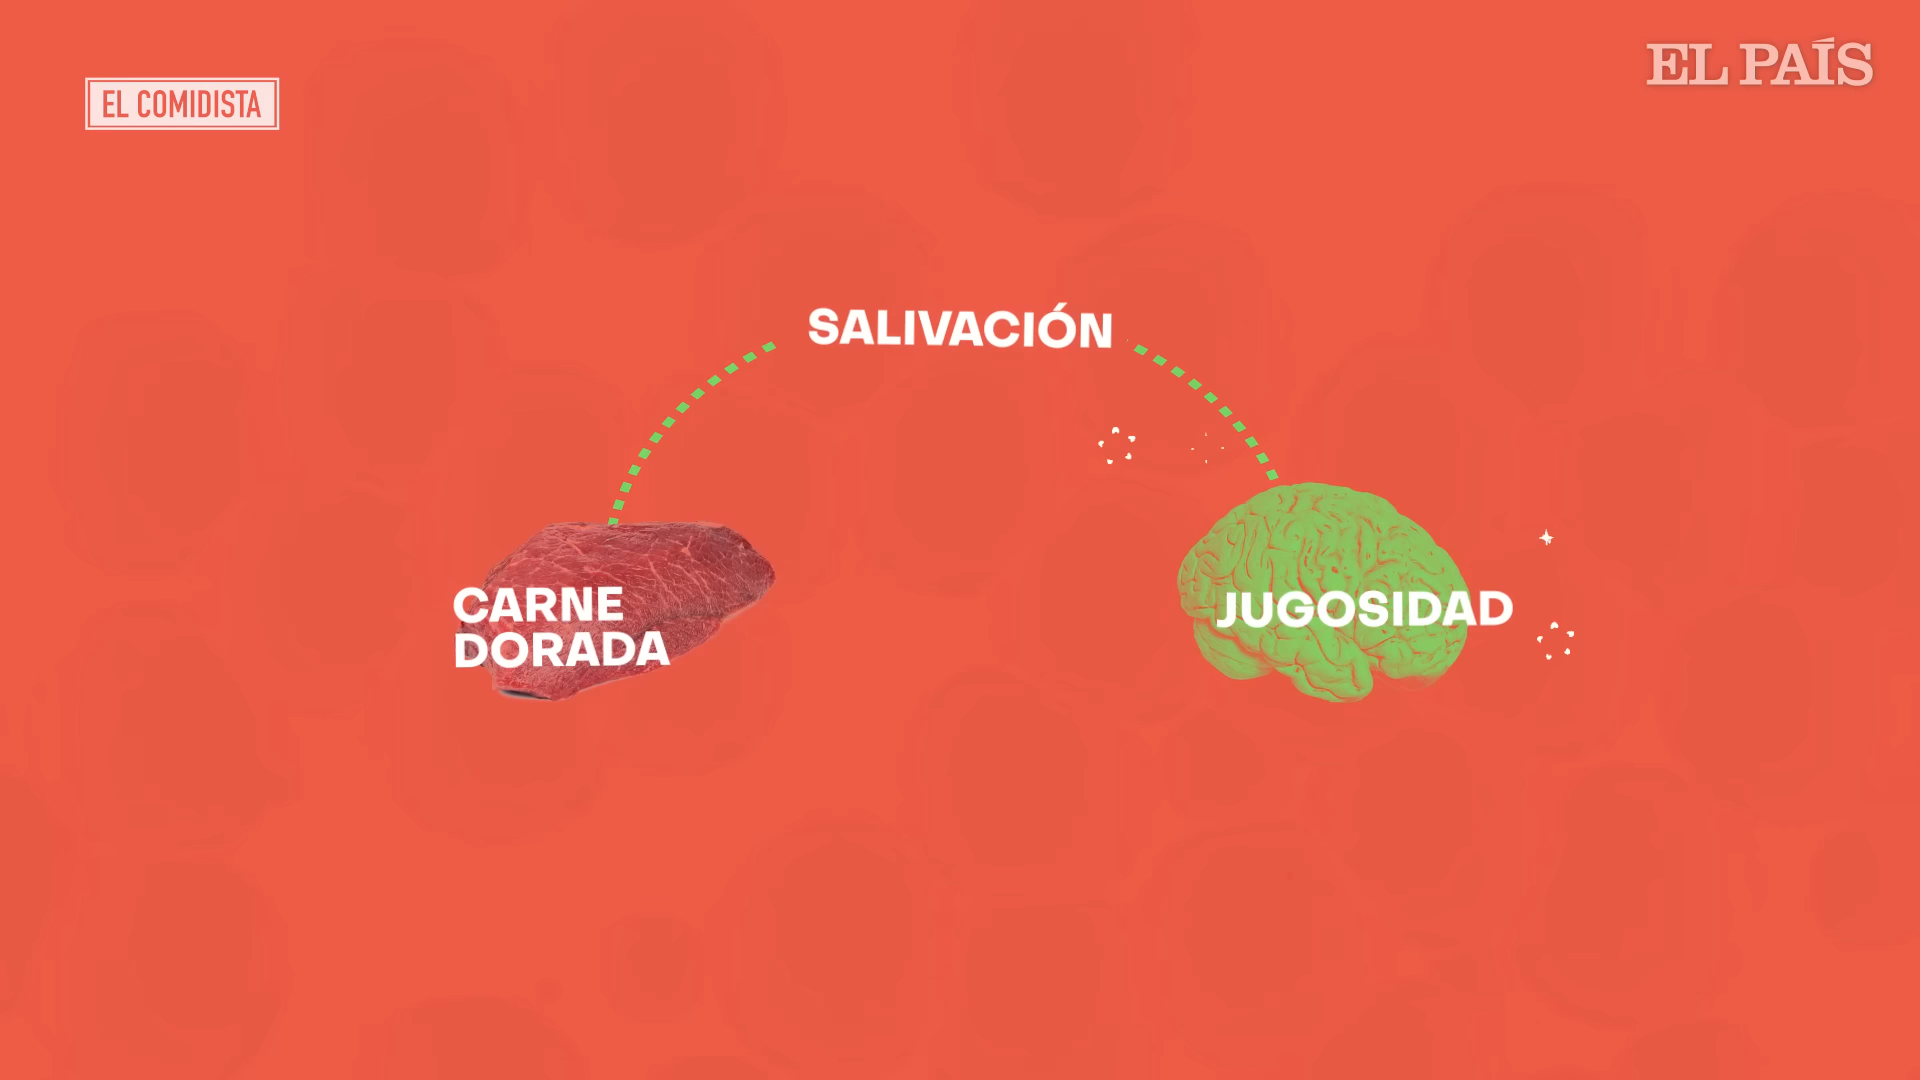 EL COMIDISTA
EL PAÍS
SALIVACIÓN
CARNE
DORADA
JUGOSIDAD